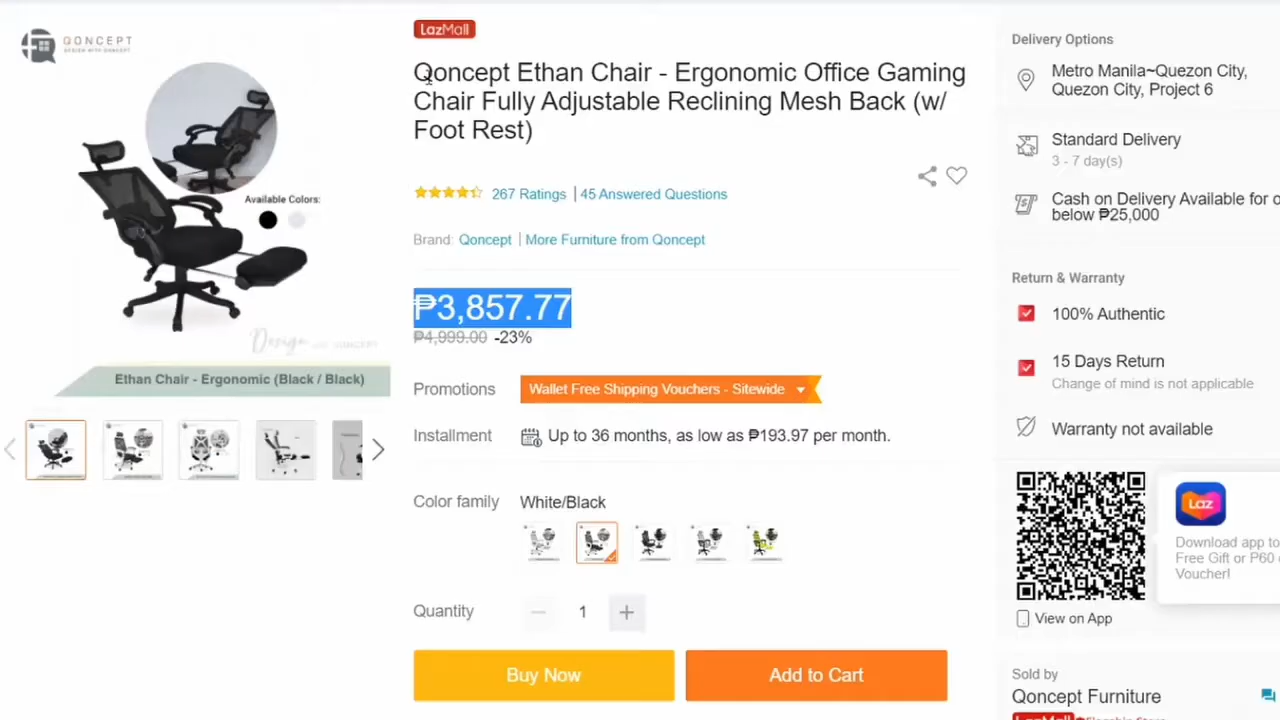 QONCEPT
Available Colors:
Ethan Chair - Ergonomic (Black / Black)
LazMall
Qoncept Ethan Chair - Ergonomic Office Gaming
Chair Fully Adjustable Reclining Mesh Back (w/
Foot Rest)
267 Ratings | 45 Answered Questions
Brand: Qoncept | More Furniture from Qoncept
₱3,857.77
₱4,999.00 -23%
Promotions Wallet Free Shipping Vouchers - Sitewide
Installment Up to 36 months, as low as ₱193.97 per month.
Color family White/Black
Quantity 1
Buy Now Add to Cart
Delivery Options
Metro Manila~Quezon City,
Quezon City, Project 6
Standard Delivery
3 - 7 day(s)
Cash on Delivery Available for o
below ₱25,000
Return & Warranty
100% Authentic
15 Days Return
Change of mind is not applicable
Warranty not available
Laz
Download app to
Free Gift or P60
Voucher!
View on App
Sold by
Qoncept Furniture
LazMall